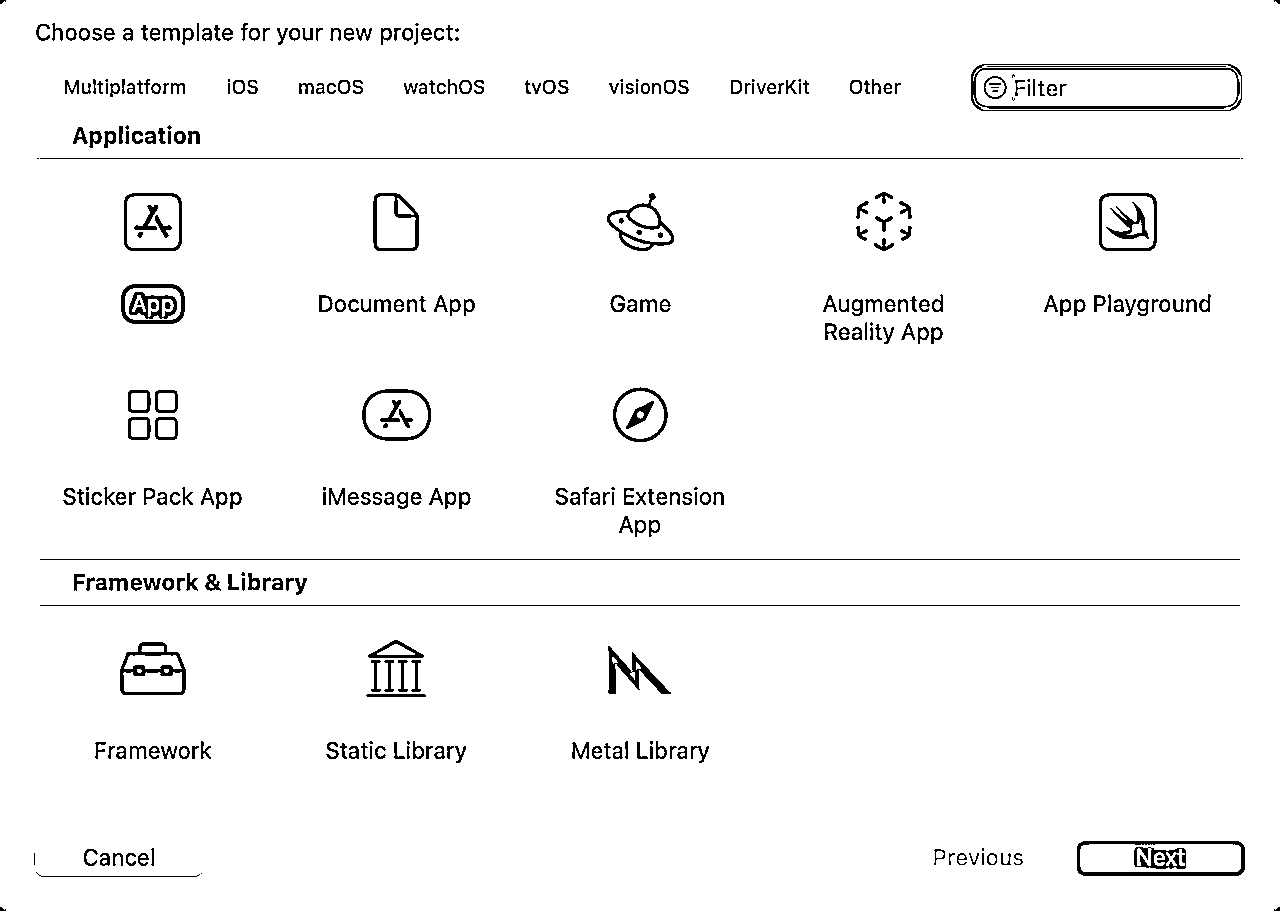 Choose a template for your new project:
Multiplatform iOS macOS watchOS tvOS visionOS DriverKit Other Filter
Application
App Document App Game Augmented Reality App App Playground
Sticker Pack App iMessage App Safari Extension App
Framework & Library
Framework Static Library Metal Library
Cancel Previous Next